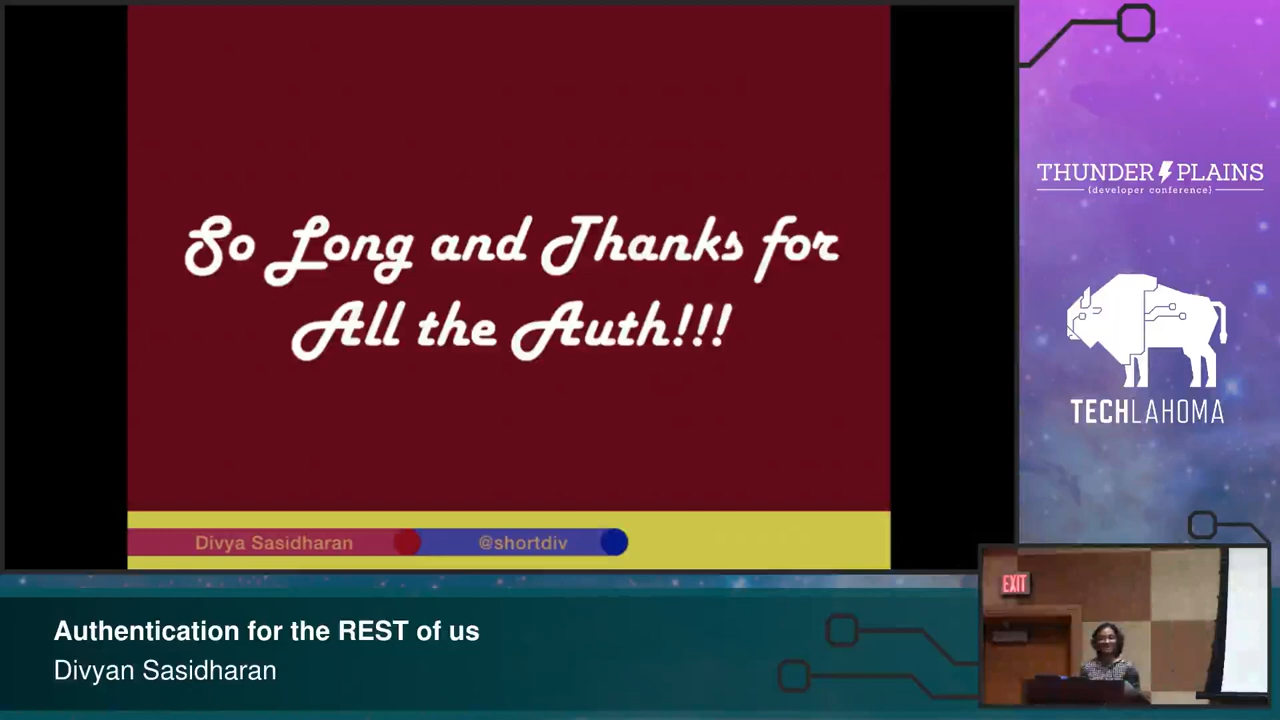 So Long and Thanks for
All the Auth!!!
Divya Sasidharan
@shortdiv
THUNDER PLAINS
{developer conference}
TECHLAHOMA
EXIT
Authentication for the REST of us
Divyan Sasidharan